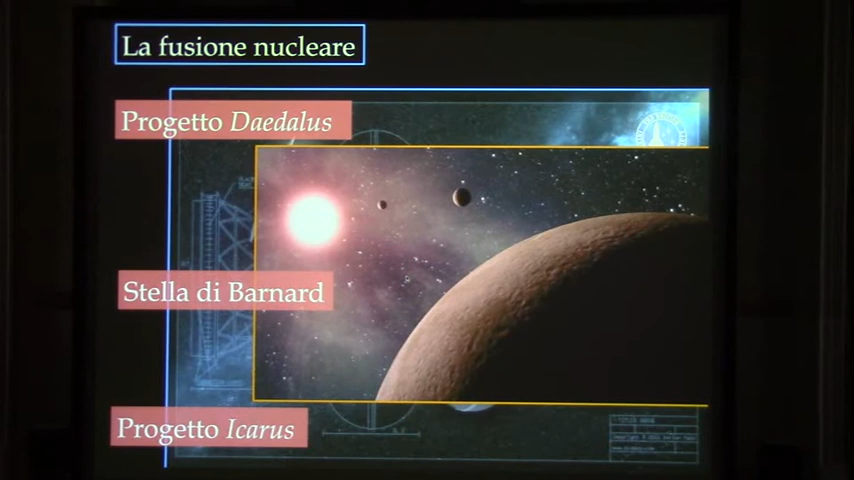 La fusione nucleare
Progetto Daedalus
Stella di Barnard
Progetto Icarus